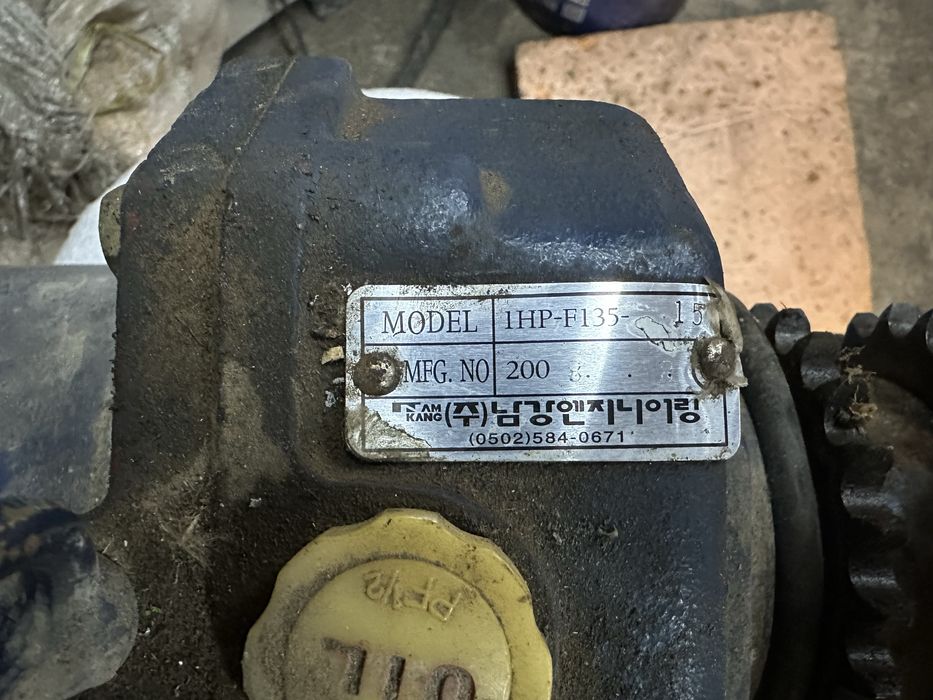 MODEL 1HP-F135- 15
MFG. NO 200 8. . .
NAM KANG (주)남강엔지니어링
(0502)584-0671
OIL